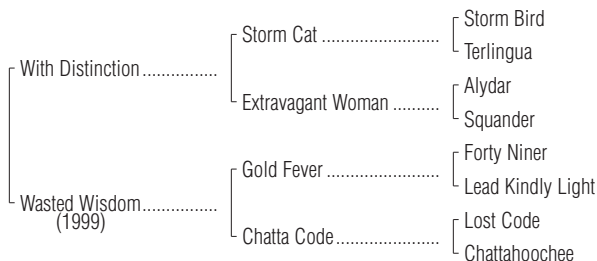 Storm Bird
Storm Cat ......................
Terlingua
With Distinction ..............
Alydar
Extravagant Woman ..........
Squander
Forty Niner
Gold Fever .....................
Lead Kindly Light
Wasted Wisdom ..............
(1999)
Lost Code
Chatta Code ...................
Chattahoochee